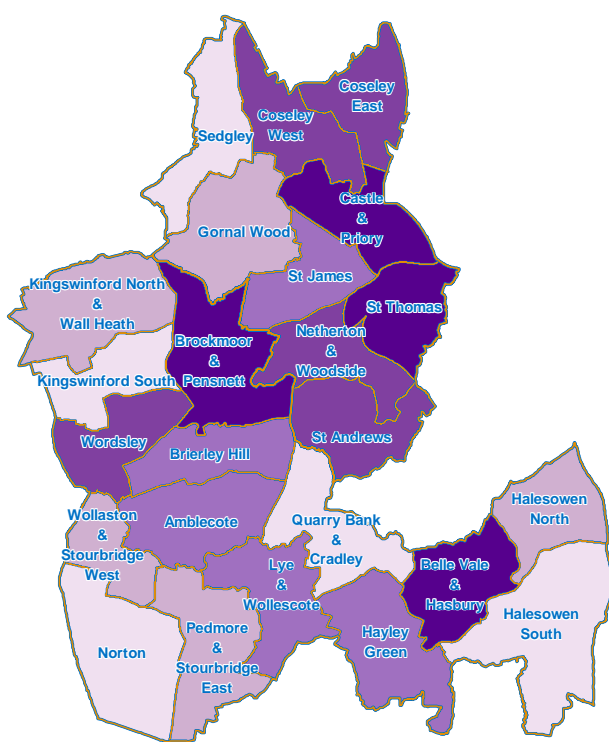 Coseley
East
Coseley
West
Sedgley
Castle
&
Priory
Gornal Wood
St James
Kingswinford North
&
Wall Heath
St Thomas
Brockmoor
&
Pensnett
Netherton
&
Woodside
Kingswinford South
Wordsley
St Andrews
Brierley Hill
Halesowen
North
Wollaston
&
Stourbridge
West
Amblecote
Quarry Bank
&
Cradley
Lye
&
Wollescote
Belle Vale
&
Hasbury
Halesowen
South
Pedmore
&
Stourbridge
East
Hayley
Green
Norton